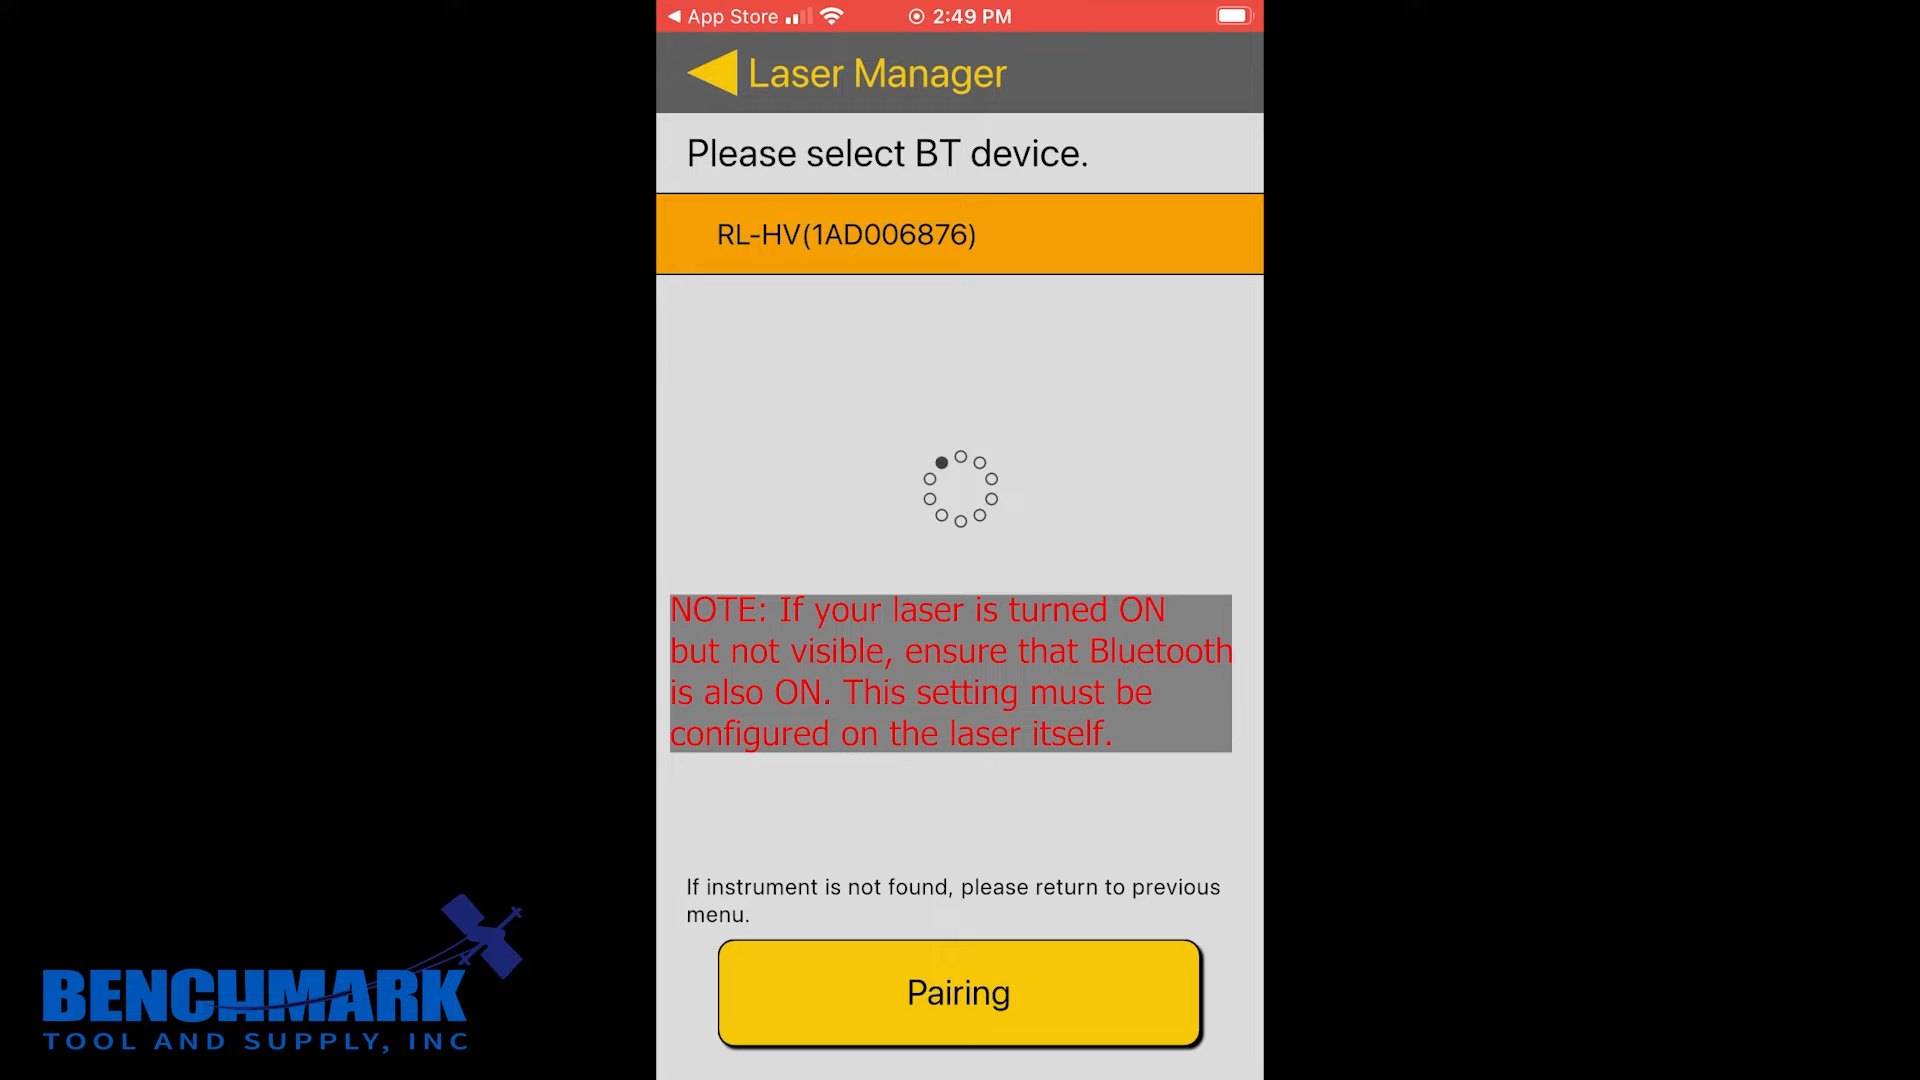 App Store
2:49 PM
Laser Manager
Please select BT device.
RL-HV(1AD006876)
NOTE: If your laser is turned ON
but not visible, ensure that Bluetooth
is also ON. This setting must be
configured on the laser itself.
If instrument is not found, please return to previous
menu.
Pairing
BENCHMARK
TOOL AND SUPPLY, INC